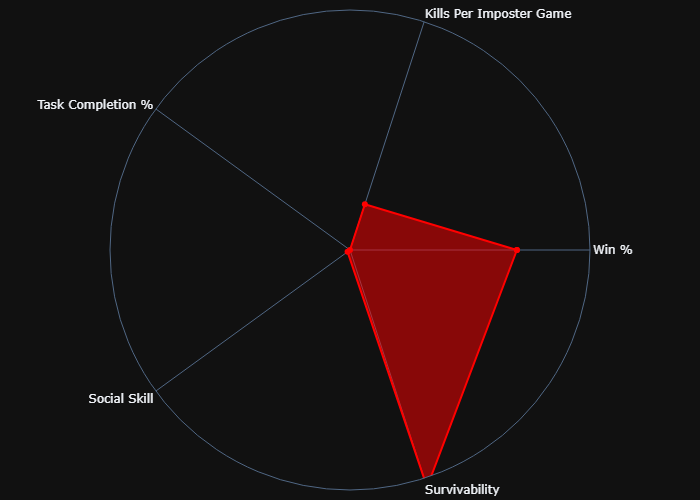 Kills Per Imposter Game
Task Completion %
Win %
Social Skill
Survivability